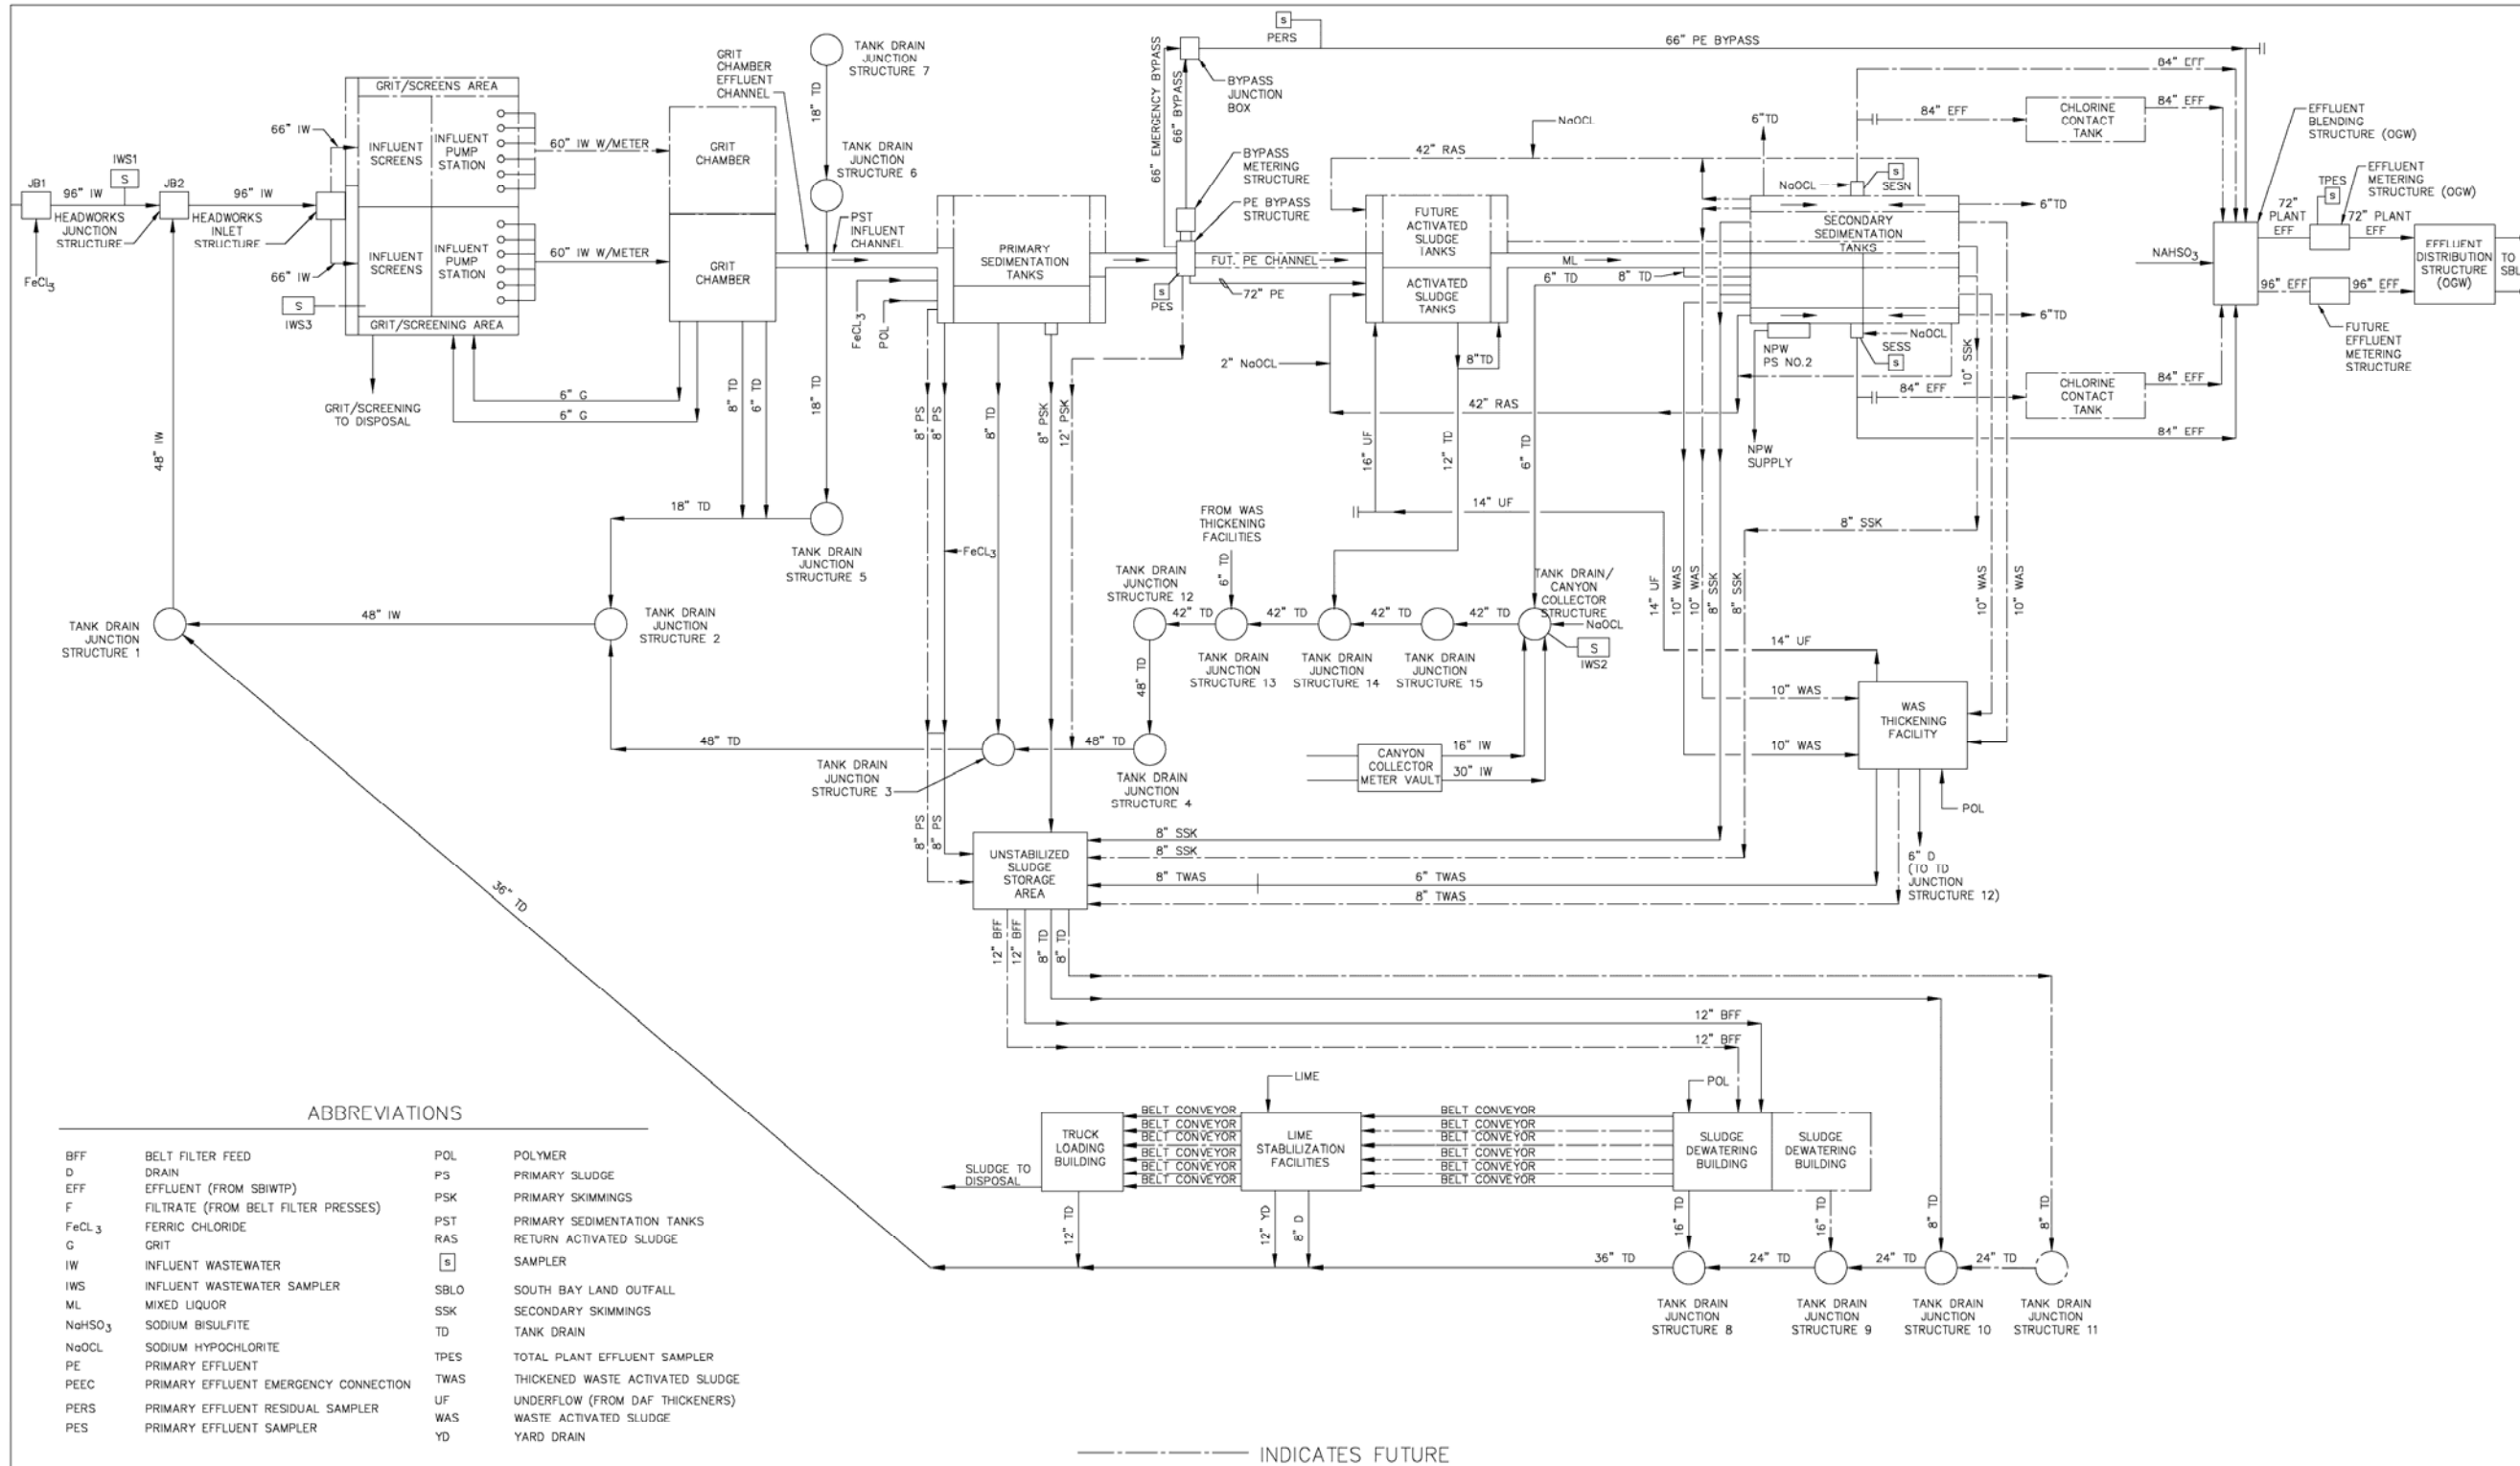 S
PERS
66" PE BYPASS
66" EMERGENCY BYPASS
66" BYPASS
BYPASS
JUNCTION
BOX
GRIT
CHAMBER
EFFLUENT
CHANNEL
TANK DRAIN
JUNCTION
STRUCTURE 7
18" TD
TANK DRAIN
JUNCTION
STRUCTURE 6
84" EFF
84" EFF
CHLORINE
CONTACT
TANK
84" EFF
EFFLUENT
BLENDING
STRUCTURE (OGW)
GRIT/SCREENS AREA
66" IW
INFLUENT
SCREENS
INFLUENT
PUMP
STATION
60" IW W/METER
GRIT
CHAMBER
IWS1
S
JB1
96" IW
JB2
96" IW
HEADWORKS
JUNCTION
STRUCTURE
HEADWORKS
INLET
STRUCTURE
FeCL3
66" IW
INFLUENT
SCREENS
INFLUENT
PUMP
STATION
60" IW W/METER
GRIT
CHAMBER
S
IWS3
GRIT/SCREENING AREA
GRIT/SCREENING
TO DISPOSAL
6" G
6" G
8" TD
6" TD
18" TD
PST
INFLUENT
CHANNEL
PRIMARY
SEDIMENTATION
TANKS
FeCL3
POL
BYPASS
METERING
STRUCTURE
PE BYPASS
STRUCTURE
S
PES
FUT. PE CHANNEL
72" PE
NaOCL
42" RAS
FUTURE
ACTIVATED
SLUDGE
TANKS
ACTIVATED
SLUDGE
TANKS
ML
6" TD
8" TD
2" NaOCL
8"TD
42" RAS
6"TD
NaOCL
S
SESN
6"TD
SECONDARY
SEDIMENTATION
TANKS
6"TD
NaOCL
SESS
S
NPW
PS NO.2
NPW
SUPPLY
10" SSK
84" EFF
CHLORINE
CONTACT
TANK
84" EFF
84" EFF
NAHSO3
TPES
S
EFFLUENT
METERING
STRUCTURE (OGW)
72"
PLANT
EFF
72" PLANT
EFF
96" EFF
96" EFF
EFFLUENT
DISTRIBUTION
STRUCTURE
(OGW)
TO
FUTURE
EFFLUENT
METERING
STRUCTURE
48" IW
8" PS
8" PS
8" TD
8" PSK
12" PSK
16" UF
12" TD
6" TD
18" TD
TANK DRAIN
JUNCTION
STRUCTURE 5
FeCL3
FROM WAS
THICKENING
FACILITIES
14" UF
8" SSK
TANK DRAIN
JUNCTION
STRUCTURE 12
6" TD
TANK DRAIN/
CANYON
COLLECTOR
STRUCTURE
14" UF
10" WAS
10" WAS
8" SSK
8" SSK
10" WAS
10" WAS
TANK DRAIN
JUNCTION
STRUCTURE 1
48" IW
TANK DRAIN
JUNCTION
STRUCTURE 2
42" TD
42" TD
42" TD
42" TD
NaOCL
S
IWS2
TANK DRAIN
JUNCTION
STRUCTURE 13
TANK DRAIN
JUNCTION
STRUCTURE 14
TANK DRAIN
JUNCTION
STRUCTURE 15
48" TD
14" UF
10" WAS
10" WAS
WAS
THICKENING
FACILITY
POL
48" TD
48" TD
TANK DRAIN
JUNCTION
STRUCTURE 3
TANK DRAIN
JUNCTION
STRUCTURE 4
CANYON
COLLECTOR
METER VAULT
16" IW
30" IW
8" PS
8" PS
UNSTABILIZED
SLUDGE
STORAGE
AREA
8" SSK
8" SSK
8" TWAS
6" TWAS
8" TWAS
6" D
(TO TD
JUNCTION
STRUCTURE 12)
36" TD
12" BFF
12" BFF
8" TD
8" TD
12" BFF
12" BFF
LIME
POL
TRUCK
LOADING
BUILDING
BELT CONVEYOR
BELT CONVEYOR
BELT CONVEYOR
BELT CONVEYOR
BELT CONVEYOR
BELT CONVEYOR
LIME
STABLILIZATION
FACILITIES
BELT CONVEYOR
BELT CONVEYOR
BELT CONVEYOR
BELT CONVEYOR
BELT CONVEYOR
BELT CONVEYOR
SLUDGE
DEWATERING
BUILDING
SLUDGE
DEWATERING
BUILDING
SLUDGE TO
DISPOSAL
12" TD
12" YD
8" D
16" TD
16" TD
8" TD
8" TD
36" TD
24" TD
24" TD
24" TD
TANK DRAIN
JUNCTION
STRUCTURE 8
TANK DRAIN
JUNCTION
STRUCTURE 9
TANK DRAIN
JUNCTION
STRUCTURE 10
TANK DRAIN
JUNCTION
STRUCTURE 11
ABBREVIATIONS
BFF BELT FILTER FEED
D DRAIN
EFF EFFLUENT (FROM SBIWTP)
F FILTRATE (FROM BELT FILTER PRESSES)
FeCL3 FERRIC CHLORIDE
G GRIT
IW INFLUENT WASTEWATER
IWS INFLUENT WASTEWATER SAMPLER
ML MIXED LIQUOR
NaHSO3 SODIUM BISULFITE
NaOCL SODIUM HYPOCHLORITE
PE PRIMARY EFFLUENT
PEEC PRIMARY EFFLUENT EMERGENCY CONNECTION
PERS PRIMARY EFFLUENT RESIDUAL SAMPLER
PES PRIMARY EFFLUENT SAMPLER
POL POLYMER
PS PRIMARY SLUDGE
PSK PRIMARY SKIMMINGS
PST PRIMARY SEDIMENTATION TANKS
RAS RETURN ACTIVATED SLUDGE
S SAMPLER
SBLO SOUTH BAY LAND OUTFALL
SSK SECONDARY SKIMMINGS
TD TANK DRAIN
TPES TOTAL PLANT EFFLUENT SAMPLER
TWAS THICKENED WASTE ACTIVATED SLUDGE
UF UNDERFLOW (FROM DAF THICKENERS)
WAS WASTE ACTIVATED SLUDGE
YD YARD DRAIN
INDICATES FUTURE